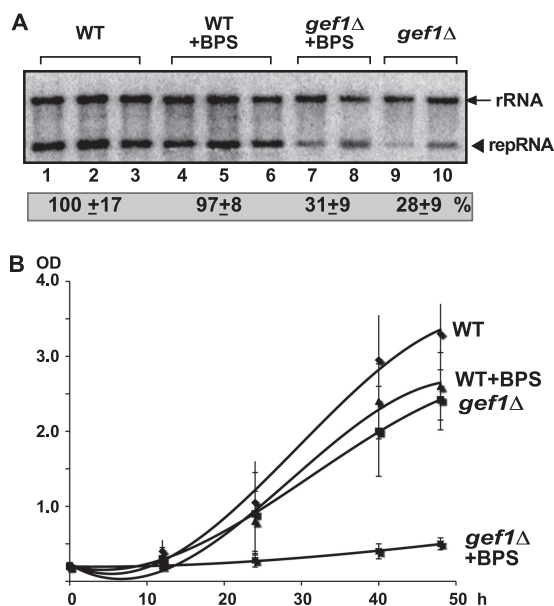 A
WT
WT +BPS
gef1Δ +BPS
gef1Δ
rRNA
repRNA
1 2 3 4 5 6 7 8 9 10
100 ±17 97±8 31±9 28±9 %
B
OD
4.0
WT
3.0
WT+BPS
gef1Δ
2.0
1.0
gef1Δ +BPS
0 10 20 30 40 50 h